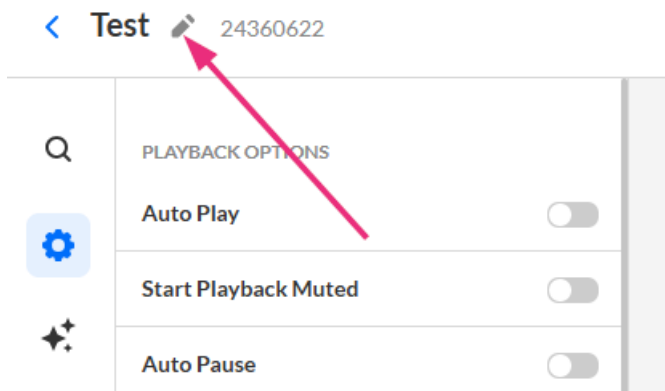 Test 24360622
PLAYBACK OPTIONS
Auto Play
Start Playback Muted
Auto Pause